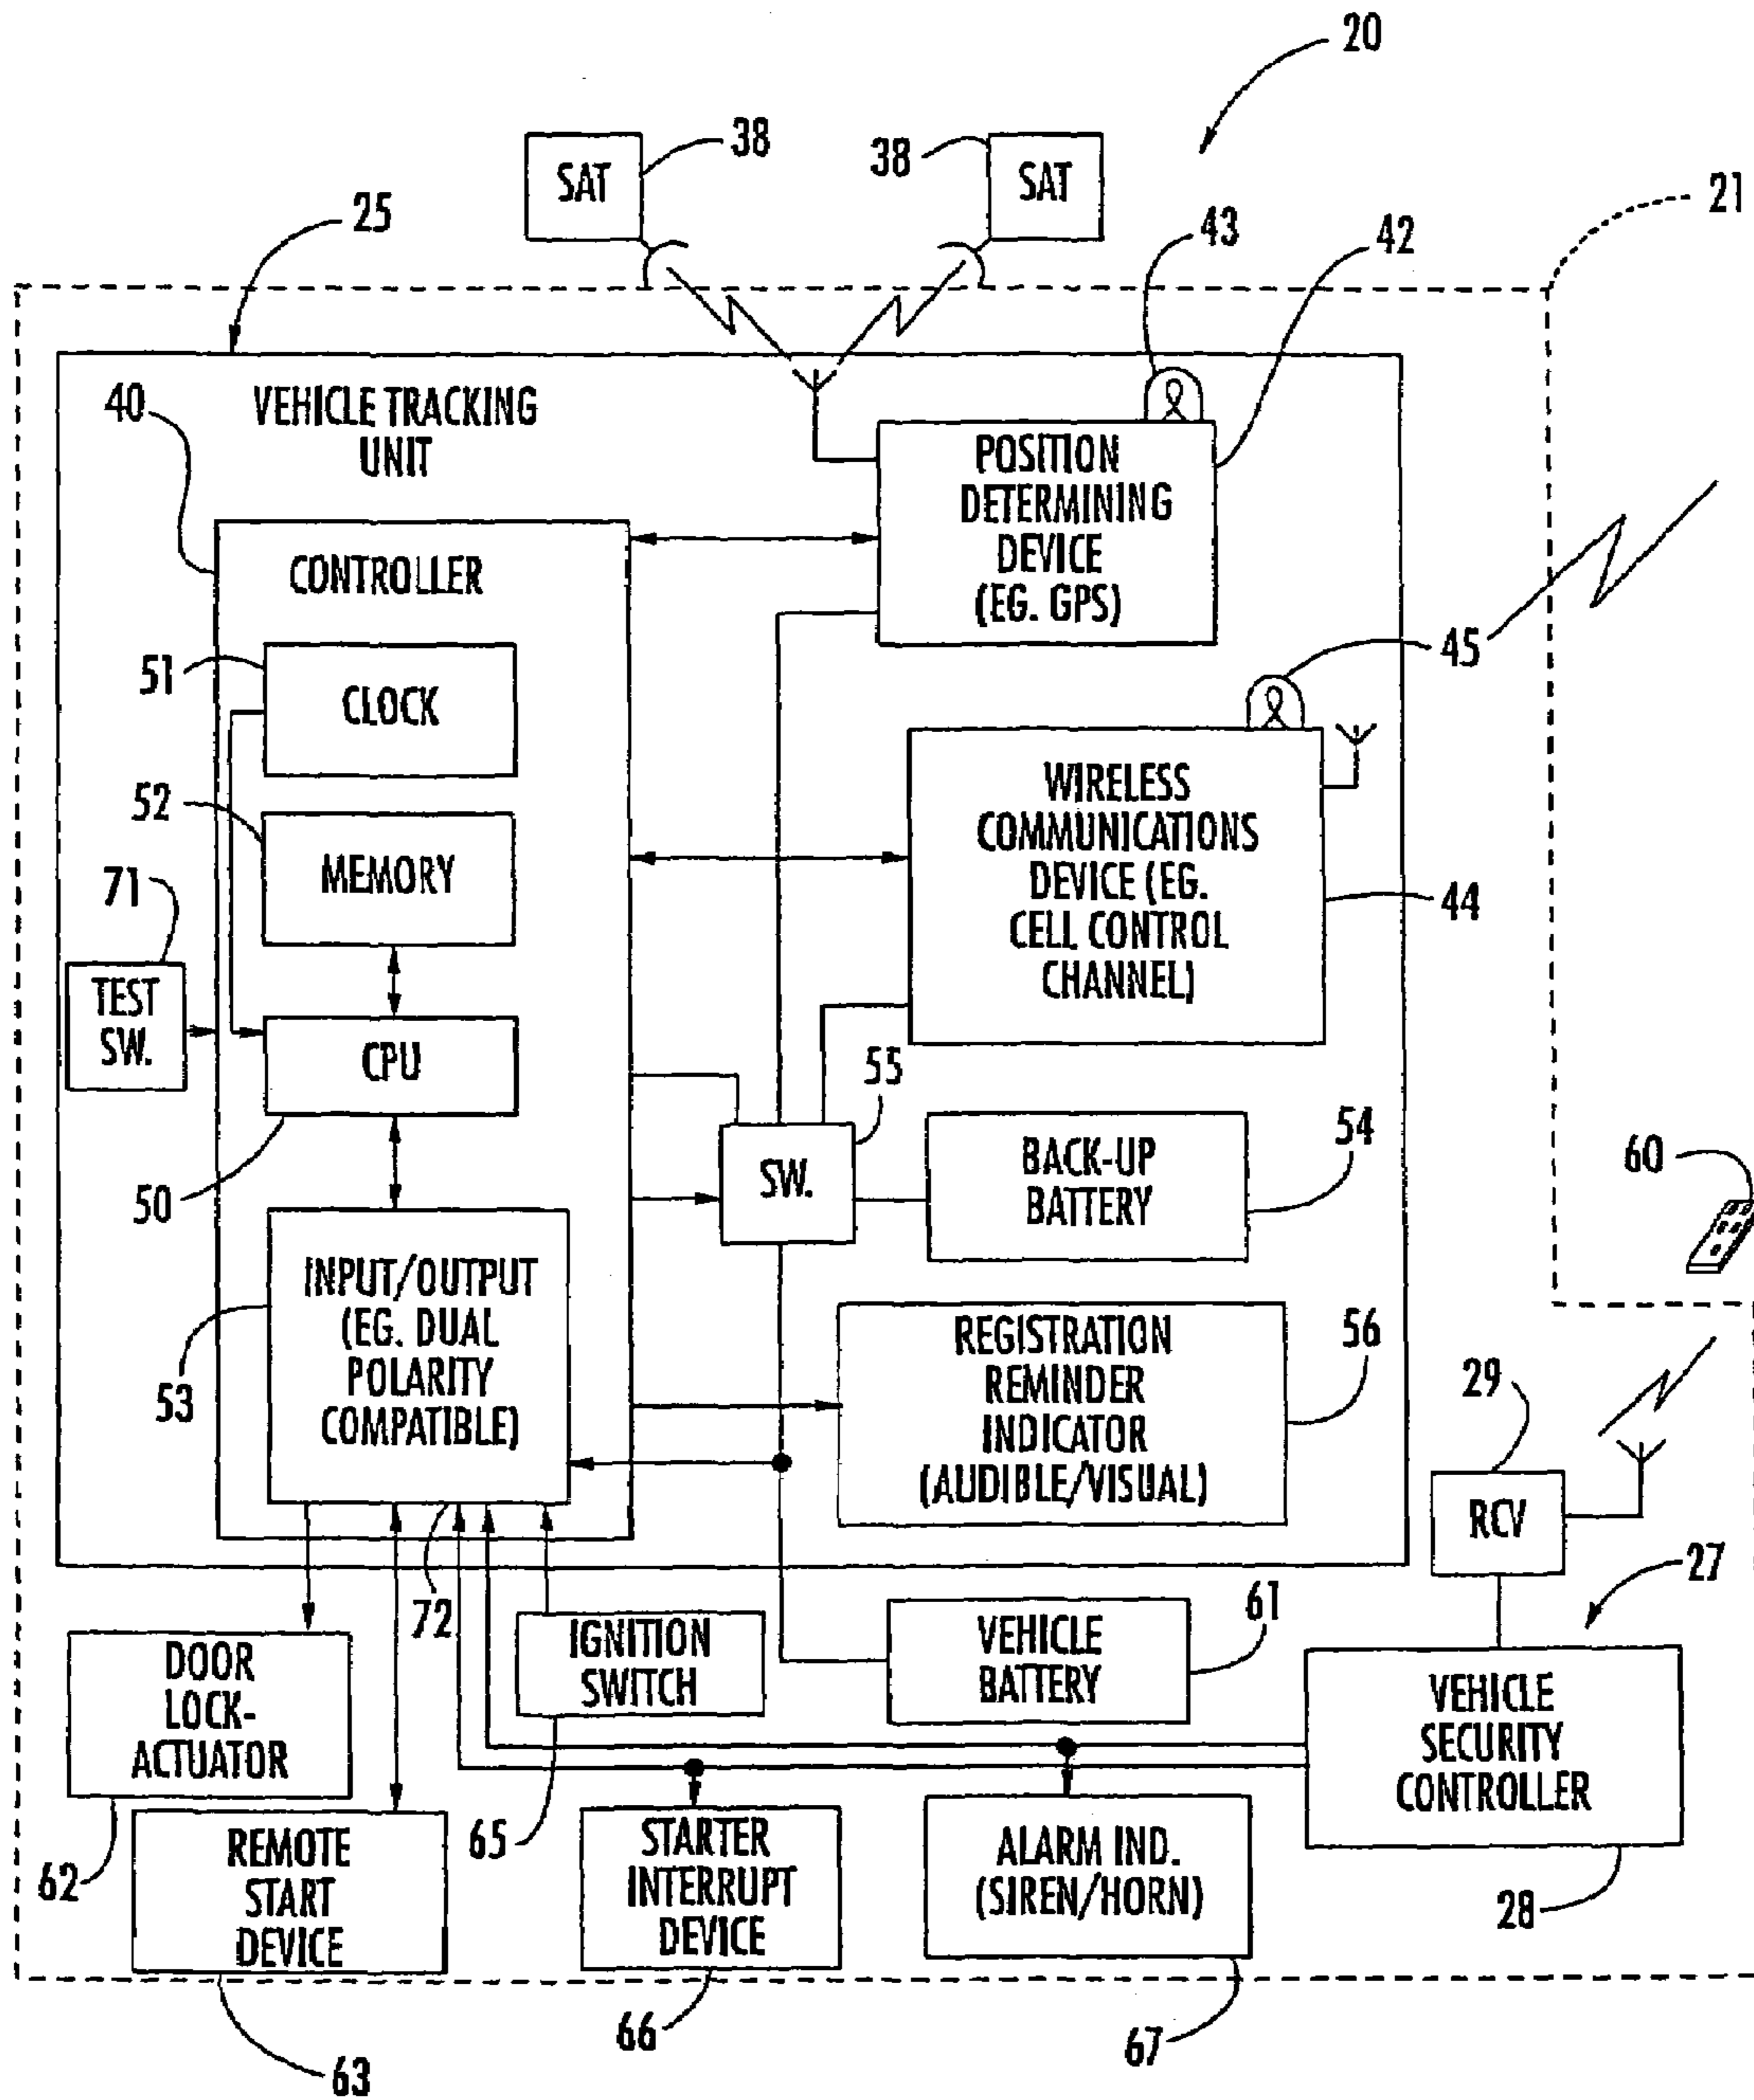 20
38
SAT
38
SAT
21
25
43
42
VEHICLE TRACKING
UNIT
40
POSITION
DETERMINING
DEVICE
(EG. GPS)
CONTROLLER
45
51
CLOCK
WIRELESS
COMMUNICATIONS
DEVICE (EG.
CELL CONTROL
CHANNEL)
52
MEMORY
44
71
TEST
SW.
CPU
55
50
SW.
54
BACK-UP
BATTERY
60
INPUT/OUTPUT
(EG. DUAL
POLARITY
COMPATIBLE)
53
REGISTRATION
REMINDER
INDICATOR
(AUDIBLE/VISUAL)
56
29
RCV
27
72
IGNITION
SWITCH
61
VEHICLE
BATTERY
DOOR
LOCK-
ACTUATOR
VEHICLE
SECURITY
CONTROLLER
62
65
REMOTE
START
DEVICE
STARTER
INTERRUPT
DEVICE
ALARM IND.
(SIREN/HORN)
28
66
67
63